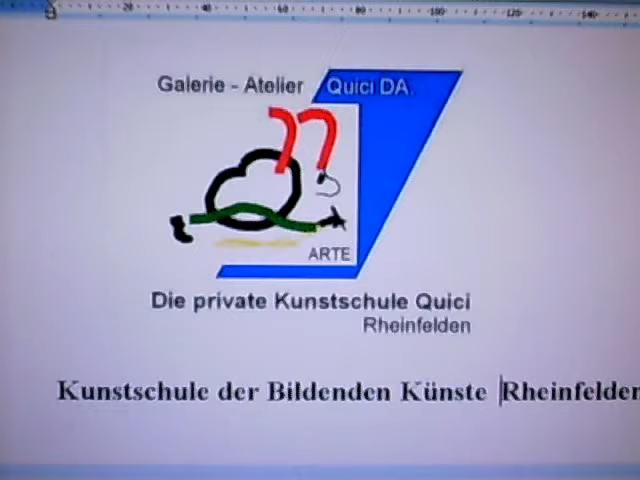 Galerie - Atelier Quici DA.
ARTE
Die private Kunstschule Quici
Rheinfelden
Kunstschule der Bildenden Künste Rheinfelden